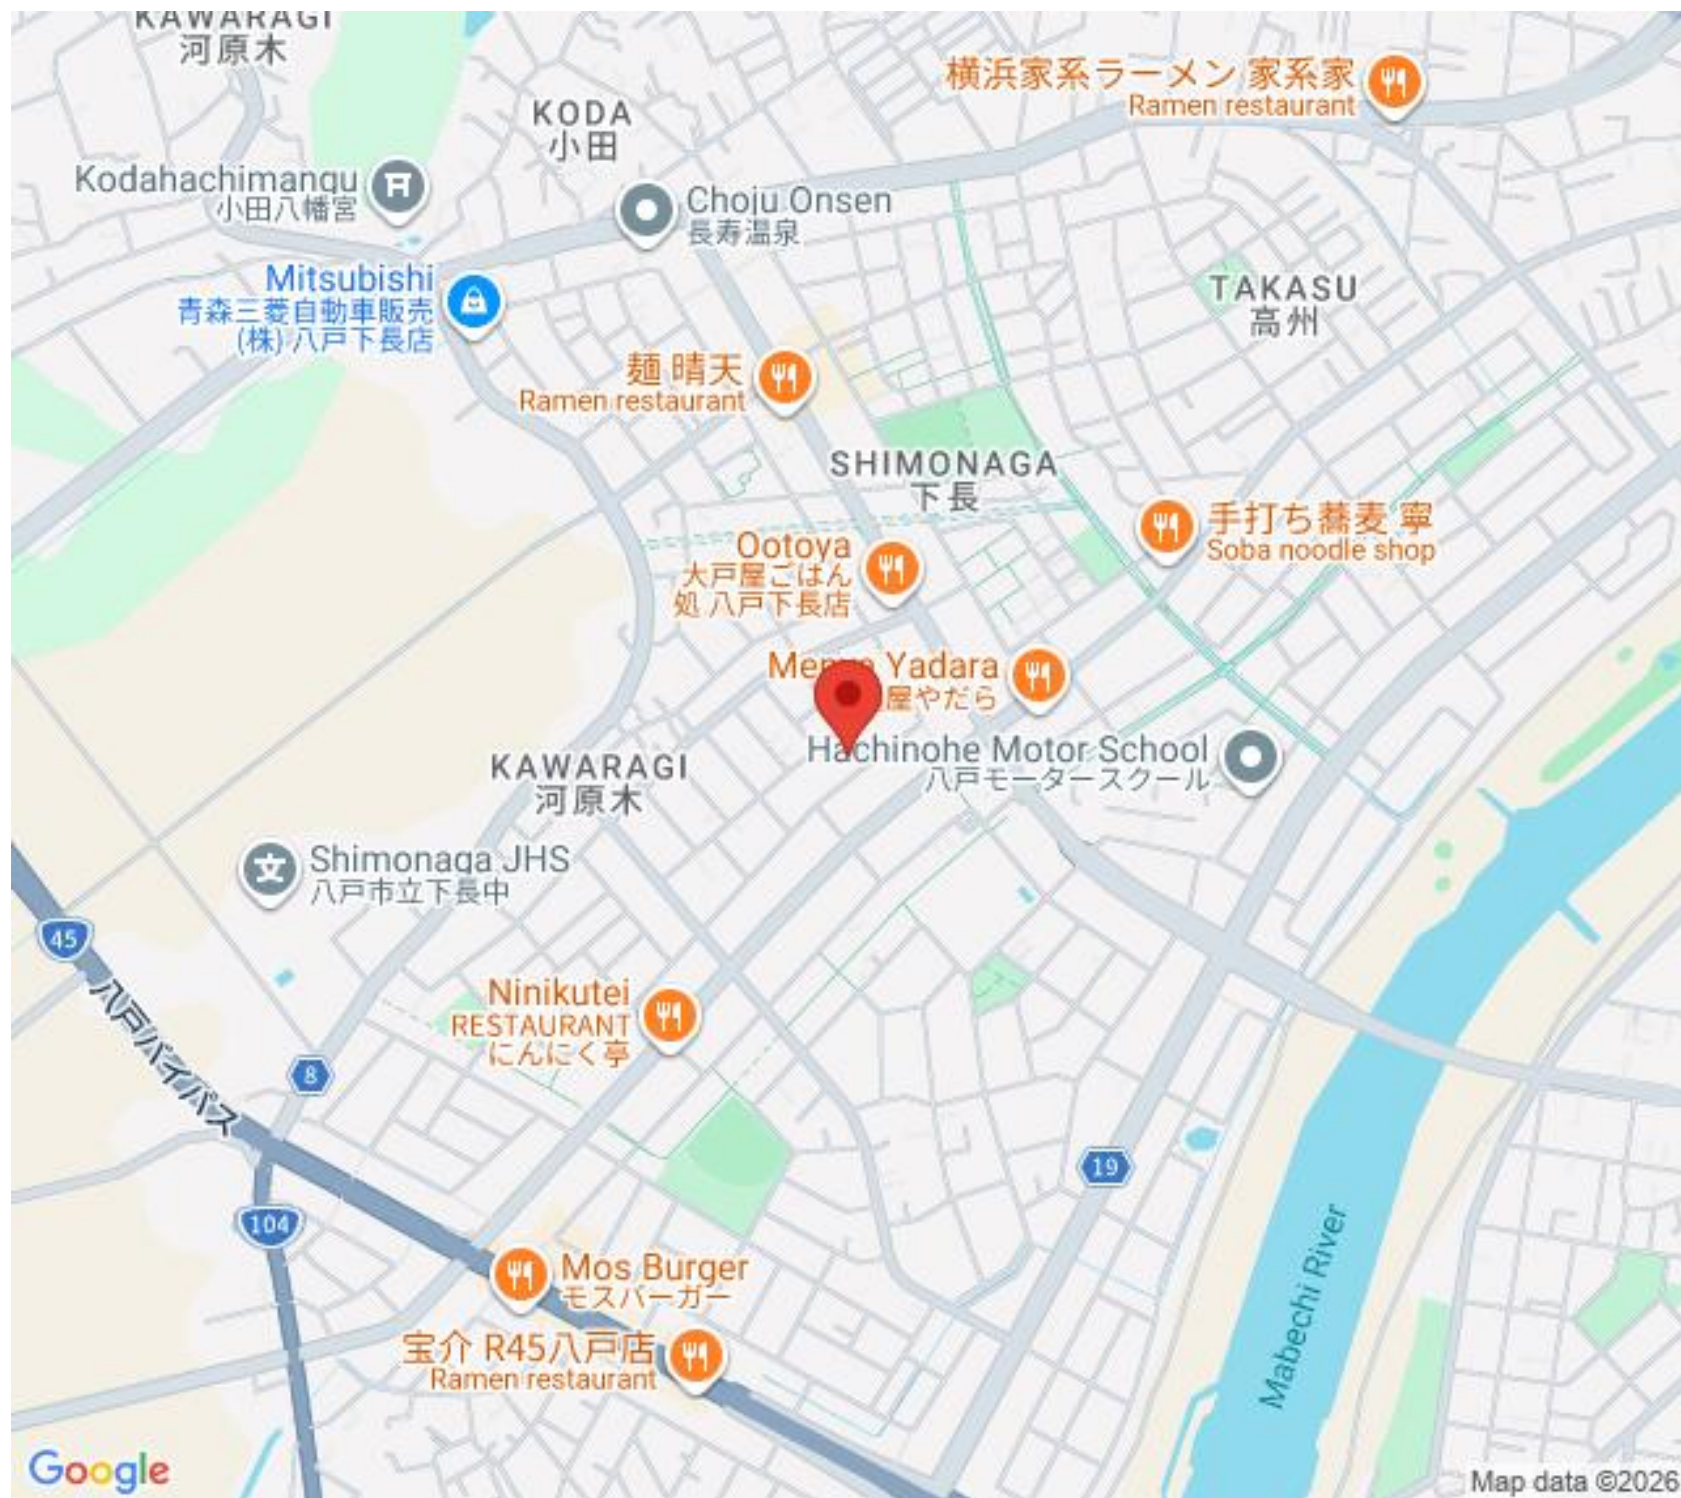 KAWARAGI
河原木
横浜家系ラーメン 家系家
Ramen restaurant
KODA
小田
Kodahachimangu
小田八幡宮
Choju Onsen
長寿温泉
Mitsubishi
青森三菱自動車販売
(株) 八戸下長店
TAKASU
高州
麺 晴天
Ramen restaurant
SHIMONAGA
下長
手打ち蕎麦 寧
Soba noodle shop
Ootoya
大戸屋ごはん
処 八戸下長店
Yadara
屋やだら
Hachinohe Motor School
八戸モータースクール
KAWARAGI
河原木
Shimonaga JHS
八戸市立下長中
45
八戸バイパス
Ninikutei
RESTAURANT
にんにく亭
8
19
104
Mos Burger
モスバーガー
宝介 R45八戸店
Ramen restaurant
Mabechi River
Google
Map data ©2026